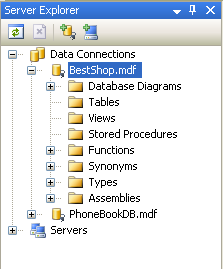 Server Explorer
Data Connections
BestShop.mdf
Database Diagrams
Tables
Views
Stored Procedures
Functions
Synonyms
Types
Assemblies
PhoneBookDB.mdf
Servers